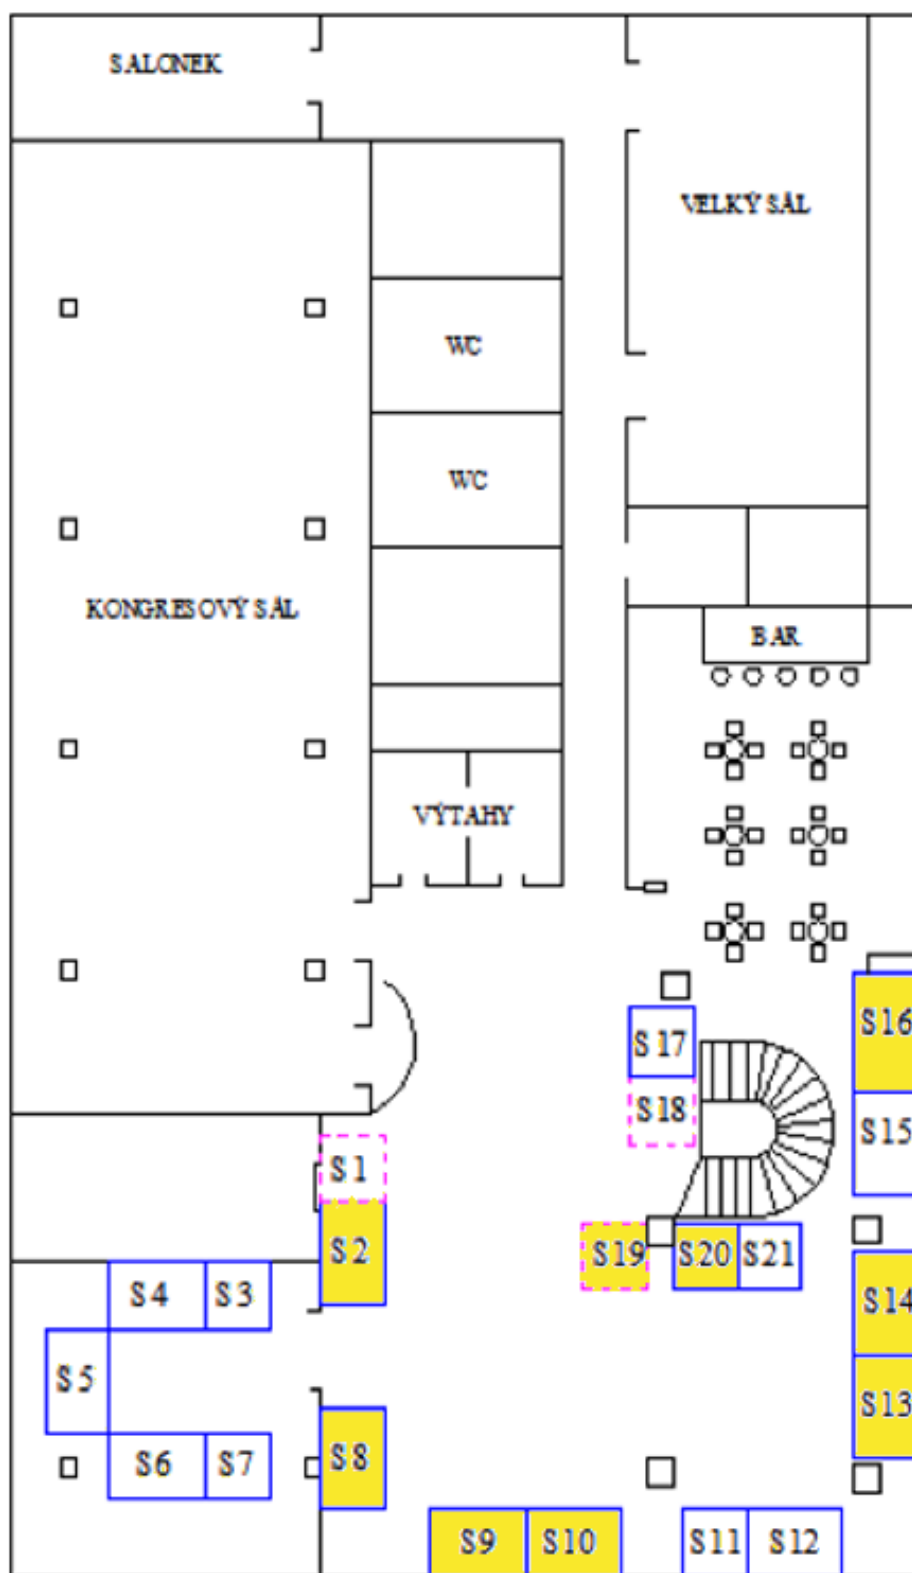 SALONEK
VELKÝ SÁL
WC
WC
KONGRESOVÝ SÁL
BAR
VÝTAHY
S16
S17
S18
S15
S1
S2
S19
S20
S21
S4
S3
S14
S5
S13
S6
S7
S8
S9
S10
S11
S12